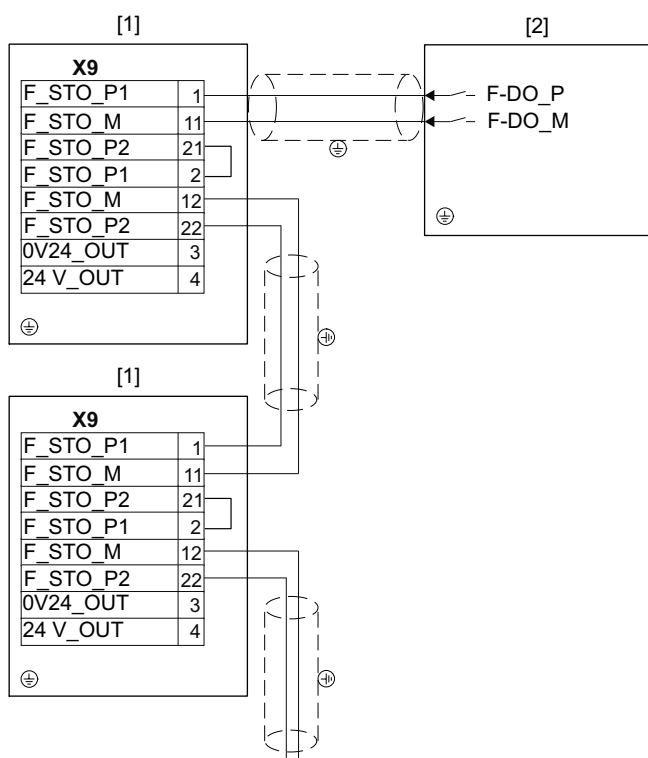 [1] [2]
X9
F_STO_P1 1 F-DO_P
F_STO_M 11 F-DO_M
F_STO_P2 21
F_STO_P1 2
F_STO_M 12
F_STO_P2 22
0V24_OUT 3
24 V_OUT 4
[1]
X9
F_STO_P1 1
F_STO_M 11
F_STO_P2 21
F_STO_P1 2
F_STO_M 12
F_STO_P2 22
0V24_OUT 3
24 V_OUT 4